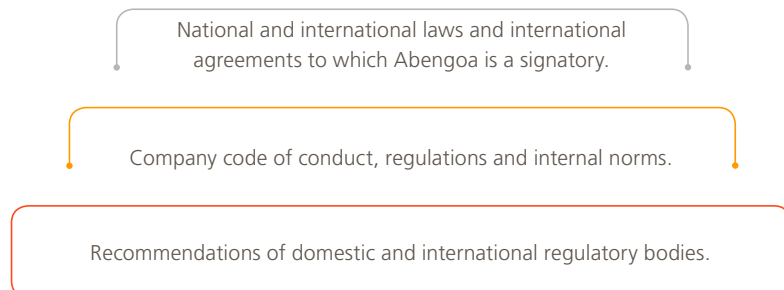 National and international laws and international
agreements to which Abengoa is a signatory.
Company code of conduct, regulations and internal norms.
Recommendations of domestic and international regulatory bodies.